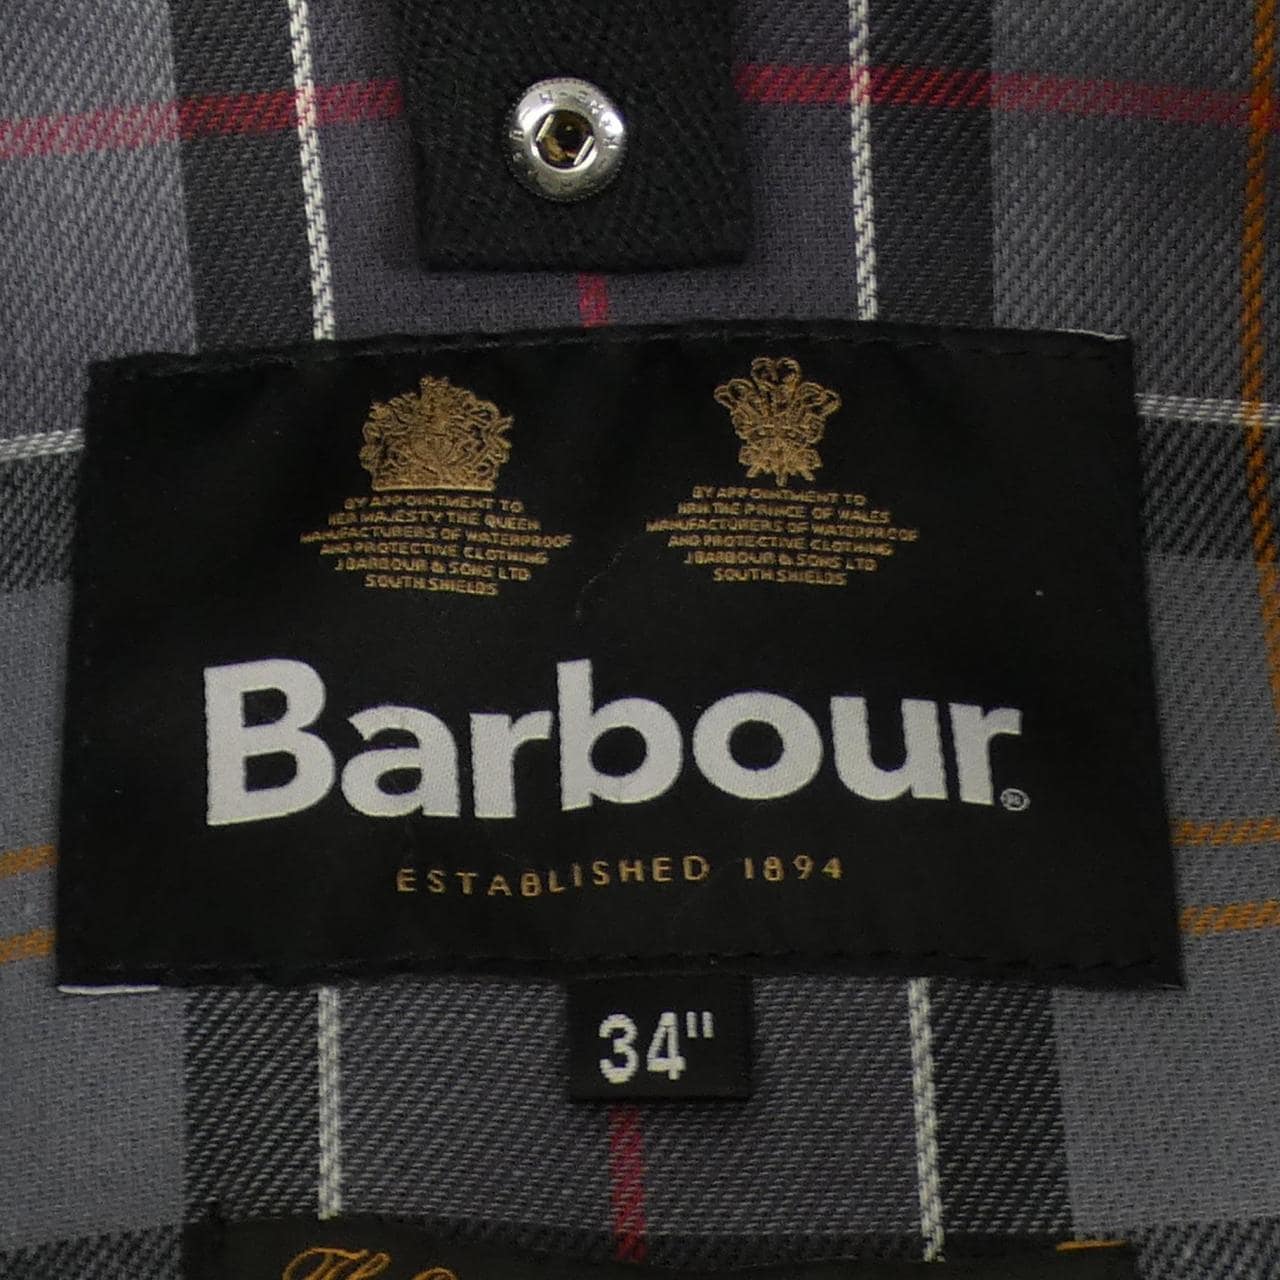 BY APPOINTMENT TO
HER MAJESTY THE QUEEN
MANUFACTURERS OF WATERPROOF
AND PROTECTIVE CLOTHING
J BARBOUR & SONS LTD
SOUTH SHIELDS
BY APPOINTMENT TO
HRH THE PRINCE OF WALES
MANUFACTURERS OF WATERPROOF
AND PROTECTIVE CLOTHING
J BARBOUR & SONS LTD
SOUTH SHIELDS
Barbour®
ESTABLISHED 1894
34"